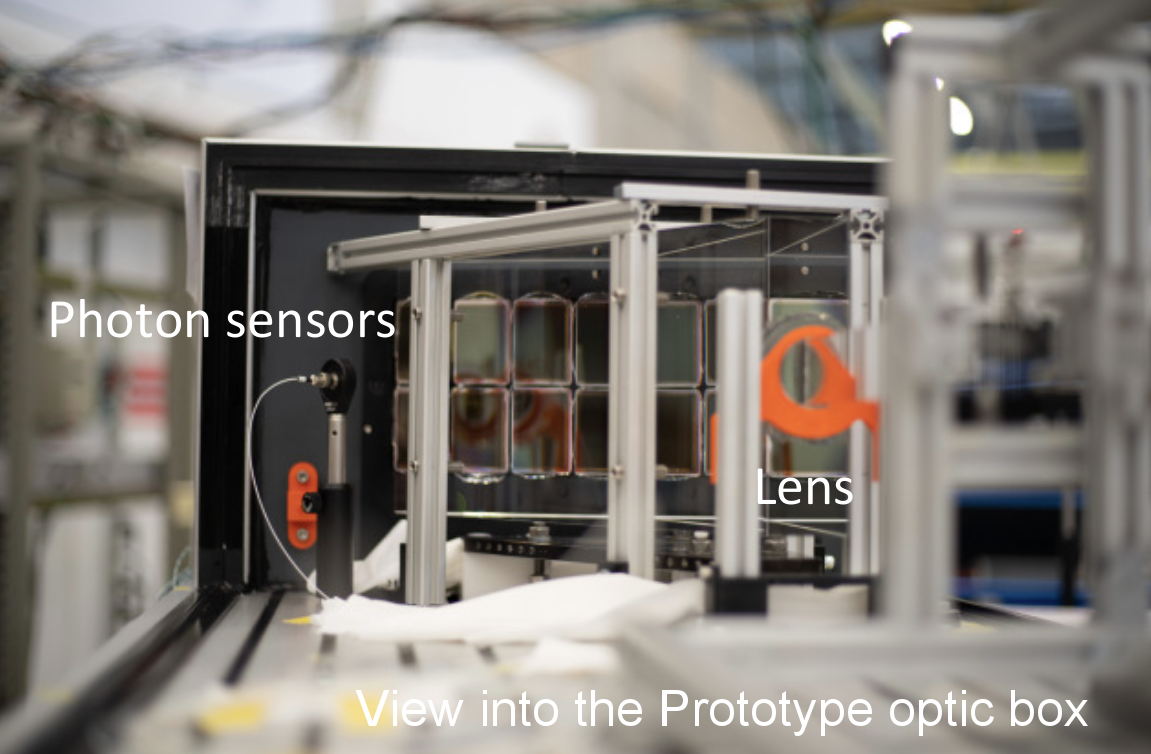 Photon sensors
Lens
View into the Prototype optic box